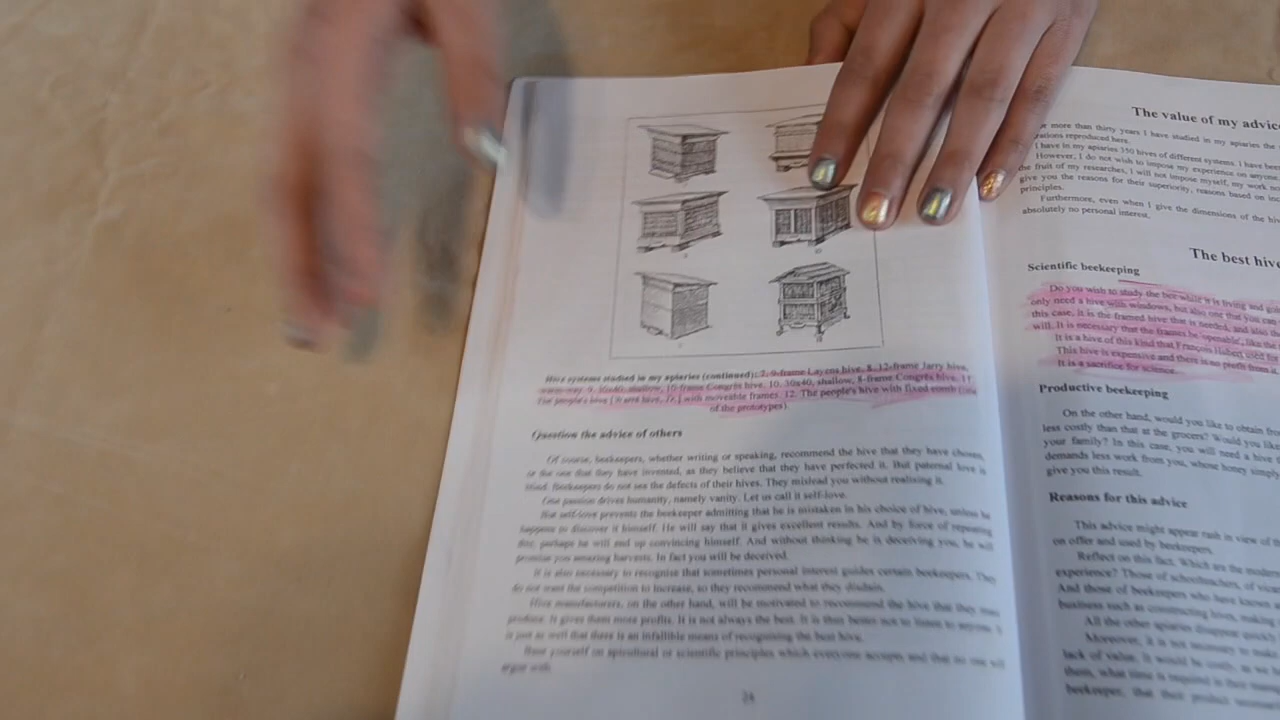 Hive systems studied in my apiaries (continued): 7. 9-frame Layens hive. 8. 12-frame Jarry hive,
warm-way. 9. 30x40, shallow, 10-frame Congrès hive. 10. 30x40, shallow, 8-frame Congrès hive. 11.
The people's hive [Warré hive, Tr.] with moveable frames. 12. The people's hive with fixed comb (one
of the prototypes)
Question the advice of others
Of course, beekeepers, whether writing or speaking, recommend the hive that they have chosen,
or the one that they have invented, as they believe that they have perfected it. But paternal love is
blind. Beekeepers do not see the defects of their hives. They mislead you without realising it.
One passion drives humanity, namely vanity. Let us call it self-love.
But self-love prevents the beekeeper admitting that he is mistaken in his choice of hive, unless he
happens to discover it himself. He will say that it gives excellent results. And by force of repeating
this, perhaps he will end up convincing himself. And without thinking he is deceiving you, he will
promise you amazing harvests. In fact you will be deceived.
It is also necessary to recognise that sometimes personal interest guides certain beekeepers. They
do not want the competition to increase, so they recommend what they disdain.
Hive manufacturers, on the other hand, will be motivated to recommend the hive that they mass
produce. It gives them more profits. It is not always the best. It is then better not to listen to anyone. It
is just as well that there is an infallible means of recognising the best hive.
Base yourself on apicultural or scientific principles which everyone accepts and that no one will
argue with.
24
The value of my advice
more than thirty years I have studied in my apiaries the
reproduced here.
I have in my apiaries 350 hives of different systems. I have
However, I do not wish to impose my experience on anyone
the fruit of my researches, I will not impose myself, my work
give you the reasons for their superiority, reasons based on
principles.
Furthermore, even when I give the dimensions of the
absolutely no personal interest.
The best hive
Scientific beekeeping
Do you wish to study the bee while it is living and
only need a hive with windows, but also one that you can
this case. It is the framed hive that is needed, and also the
will. It is necessary that the frames be 'openable', like the
It is a hive of this kind that François Huber used for
This hive is expensive and there is no profit from it.
It is a sacrifice for science.
Productive beekeeping
On the other hand, would you like to obtain
less costly than that at the grocers? Would you like
your family? In this case, you will need a hive
demands less work from you, whose honey simply
give you this result.
Reasons for this advice
This advice might appear rash in view of
on offer and used by beekeepers.
Reflect on this fact. Which are the modern
experience? Those of schoolteachers, of
And those of beekeepers who have known
business such as constructing hives, making
All the other apiaries disappear quickly
Moreover, it is not necessary to make
lack of value. It would be costly, as we
them, what time is required in their
beekeeper, that their product